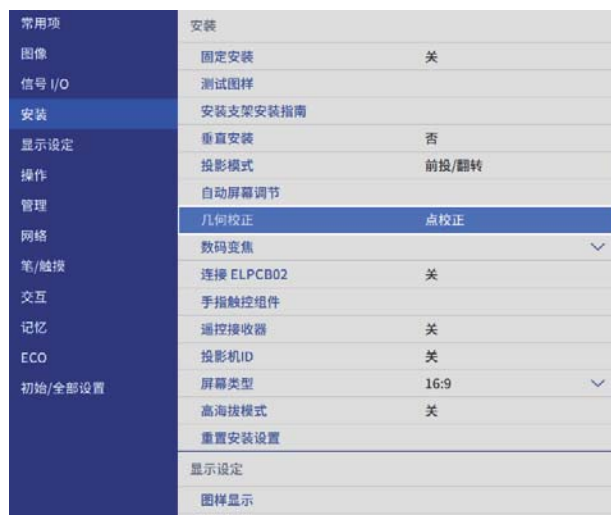 常用项
图像
信号 I/O
安装
显示设定
操作
管理
网络
笔/触摸
交互
记忆
ECO
初始/全部设置
安装
固定安装 关
测试图样
安装支架安装指南
垂直安装 否
投影模式 前投/翻转
自动屏幕调节
几何校正 点校正
数码变焦
连接 ELPCB02 关
手指触控组件
遥控接收器 关
投影机ID 关
屏幕类型 16:9
高海拔模式 关
重置安装设置
显示设定
图样显示